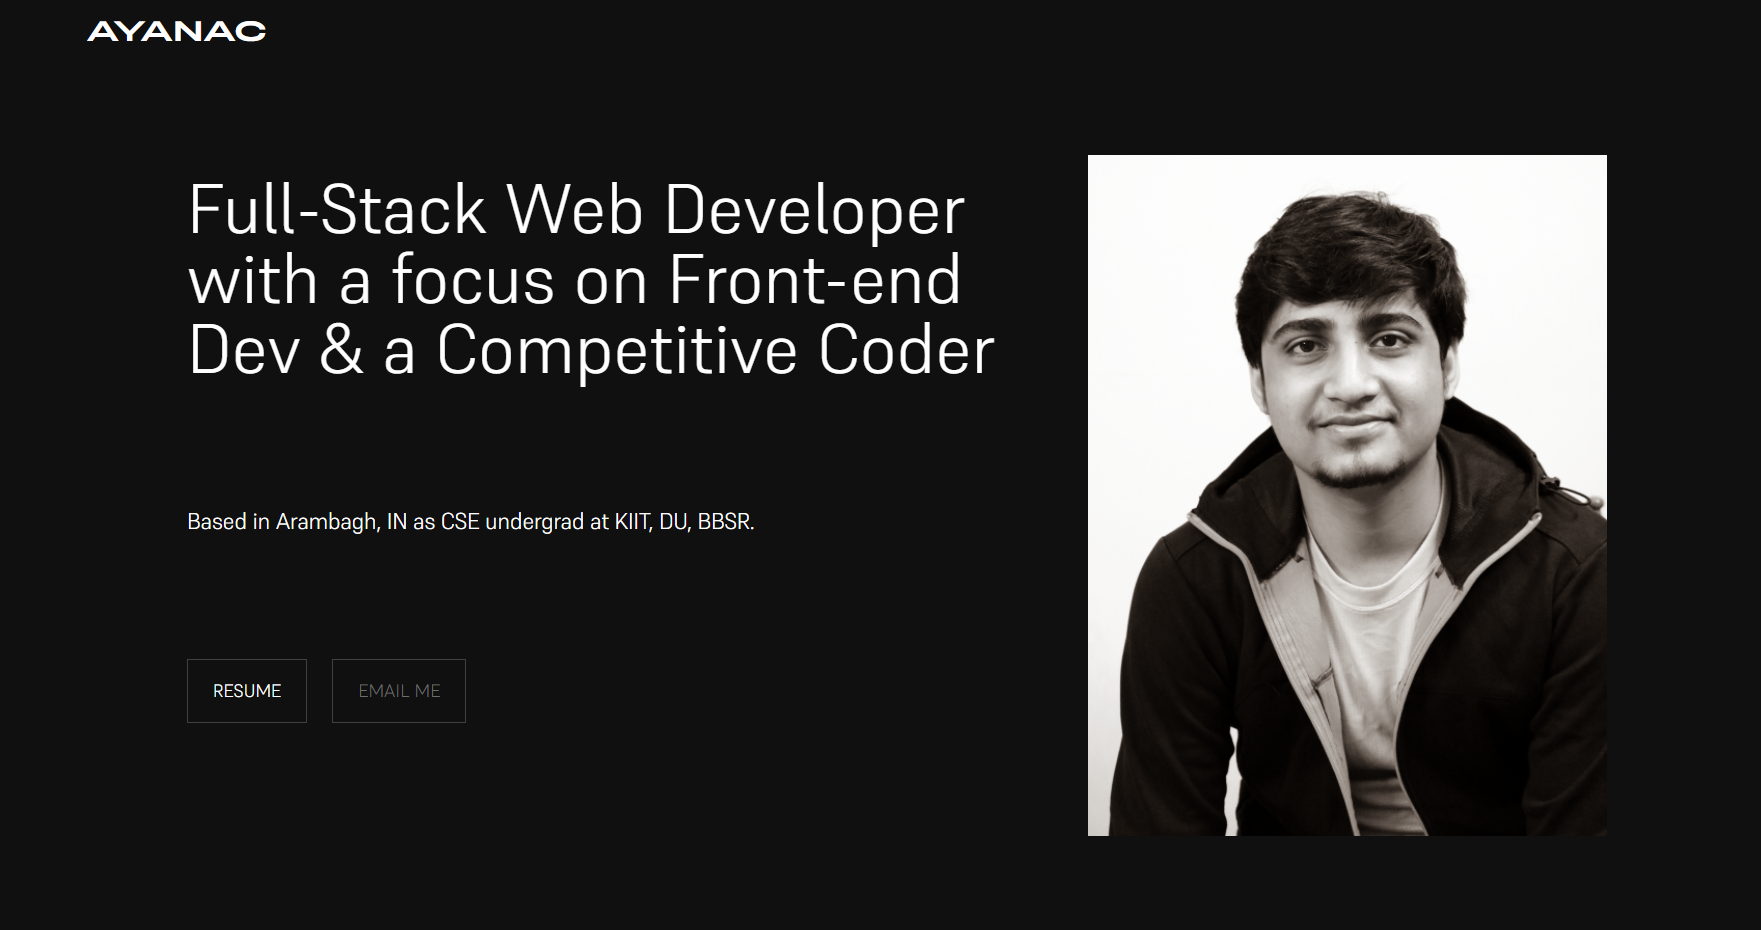 AYANAC
Full-Stack Web Developer
with a focus on Front-end
Dev & a Competitive Coder
Based in Arambagh, IN as CSE undergrad at KIIT, DU, BBSR.
RESUME
EMAIL ME